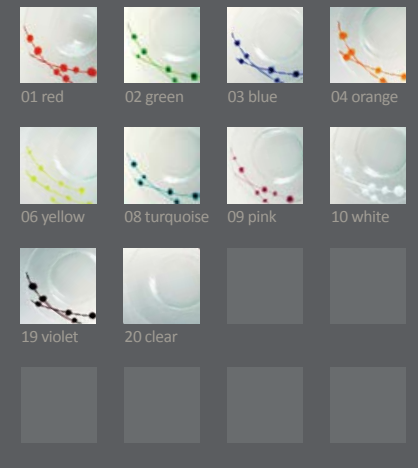 01 red
02 green
03 blue
04 orange
06 yellow
08 turquoise
09 pink
10 white
19 violet
20 clear